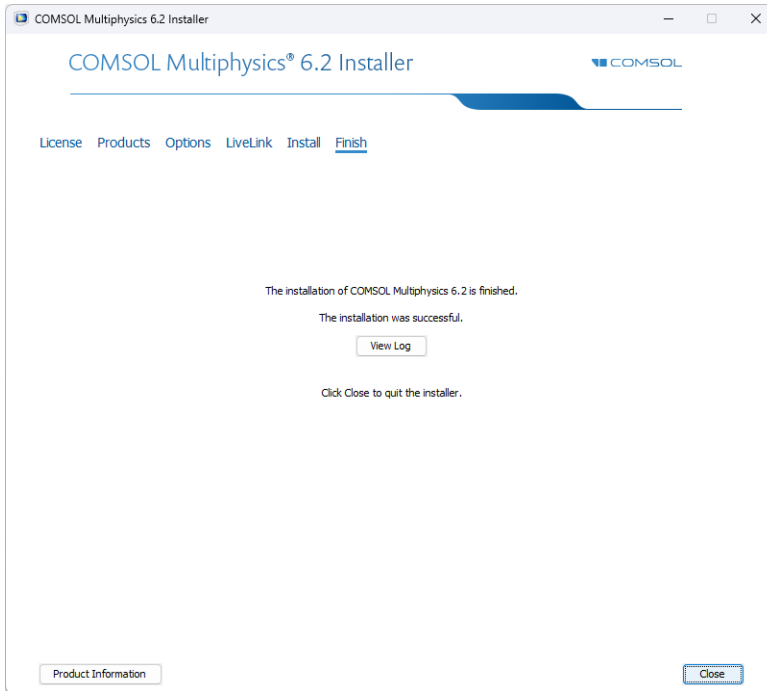 COMSOL Multiphysics 6.2 Installer
COMSOL Multiphysics® 6.2 Installer
COMSOL
License Products Options LiveLink Install Finish
The installation of COMSOL Multiphysics 6.2 is finished.
The installation was successful.
View Log
Click Close to quit the installer.
Product Information
Close